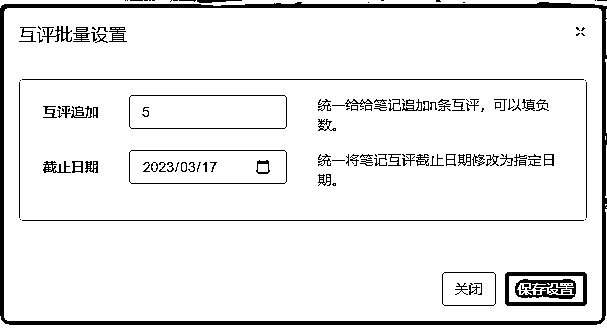 互评批量设置
互评追加
5
统一给给笔记追加n条互评，可以填负
数。
截止日期
2023/03/17
统一将笔记互评截止日期修改为指定日
期。
关闭
保存设置